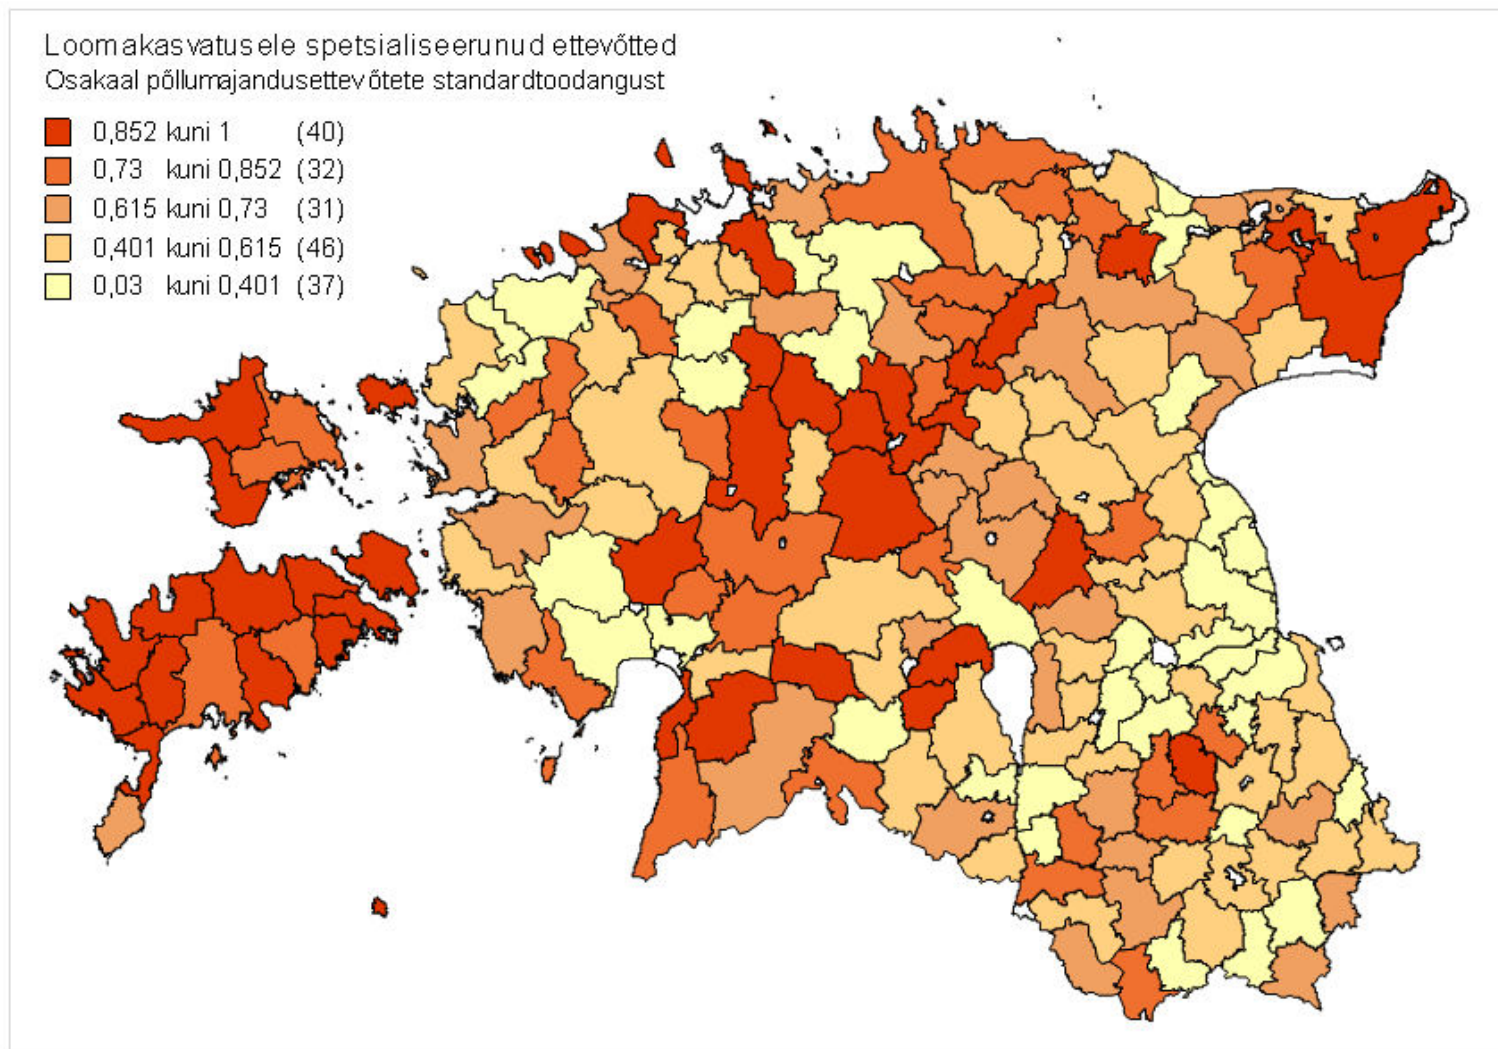 Loomakasvatusele spetsialiseerunud ettevõtted
Osakaal põllumajandusettevõtete standardtoodangust
0,852 kuni 1 (40)
0,73 kuni 0,852 (32)
0,615 kuni 0,73 (31)
0,401 kuni 0,615 (46)
0,03 kuni 0,401 (37)